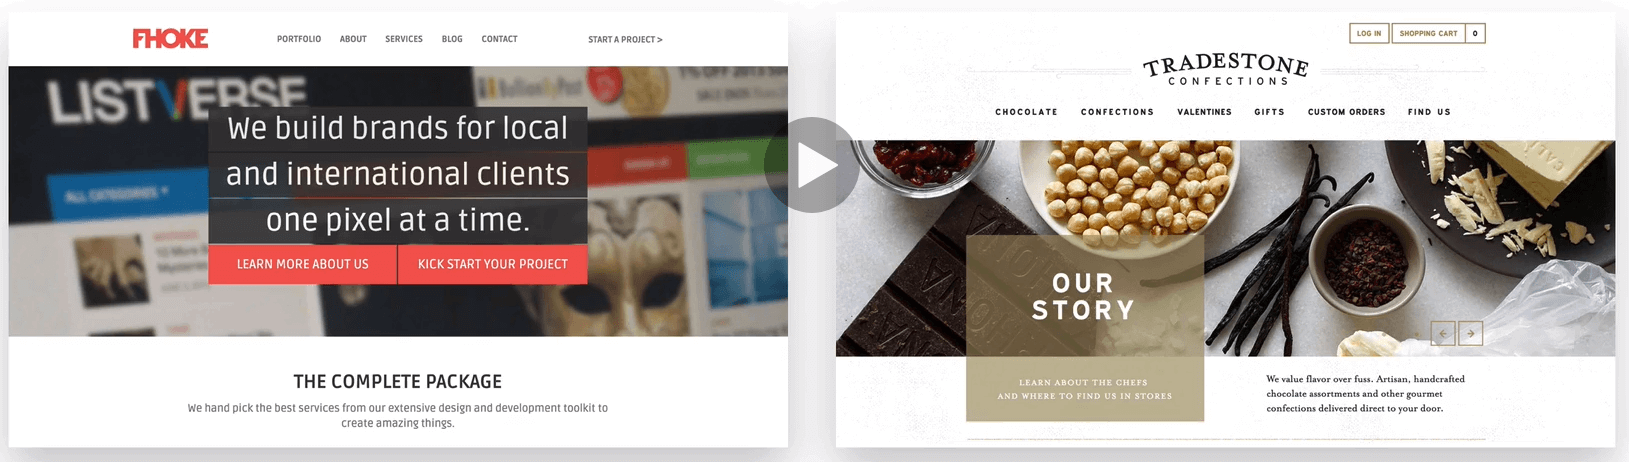 FHOKE
PORTFOLIO ABOUT SERVICES BLOG CONTACT START A PROJECT >
LISTVERSE
ALL CATEGORIES
We build brands for local
and international clients
one pixel at a time.
LEARN MORE ABOUT US KICK START YOUR PROJECT
THE COMPLETE PACKAGE
We hand pick the best services from our extensive design and development toolkit to
create amazing things.
LOG IN SHOPPING CART 0
TRADESTONE
CONFECTIONS
CHOCOLATE CONFECTIONS VALENTINES GIFTS CUSTOM ORDERS FIND US
OUR
STORY
LEARN ABOUT THE CHEFS
AND WHERE TO FIND US IN STORES
We value flavor over fuss. Artisan, handcrafted
chocolate assortments and other gourmet
confections delivered direct to your door.